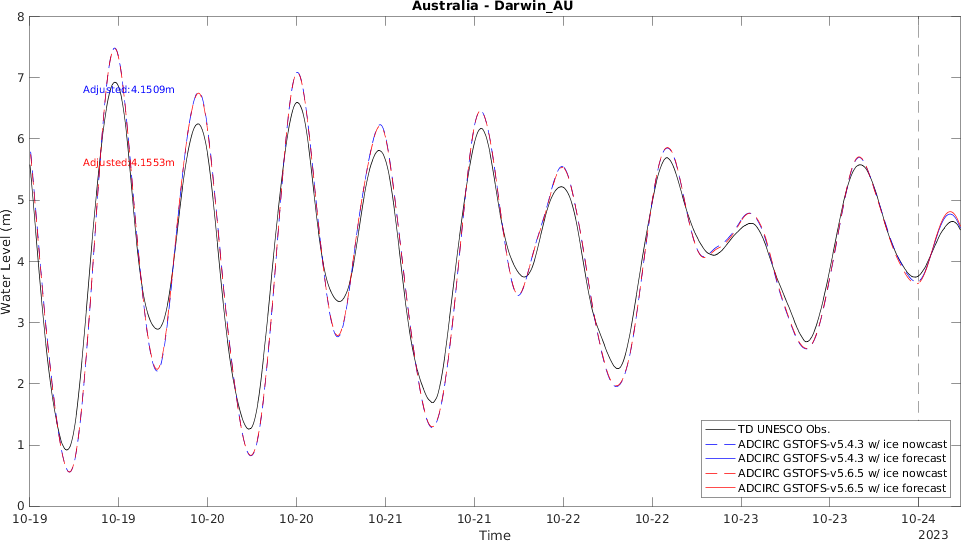 Australia - Darwin_AU
8
7
Adjusted:4.1509m
6
Adjusted:4.1553m
5
Water Level (m)
4
3
2
TD UNESCO Obs.
ADCIRC GSTOFS-v5.4.3 w/ ice nowcast
1
ADCIRC GSTOFS-v5.4.3 w/ ice forecast
ADCIRC GSTOFS-v5.6.5 w/ ice nowcast
ADCIRC GSTOFS-v5.6.5 w/ ice forecast
0
10-19 10-19 10-20 10-20 10-21 10-21 10-22 10-22 10-23 10-23 10-24
Time 2023